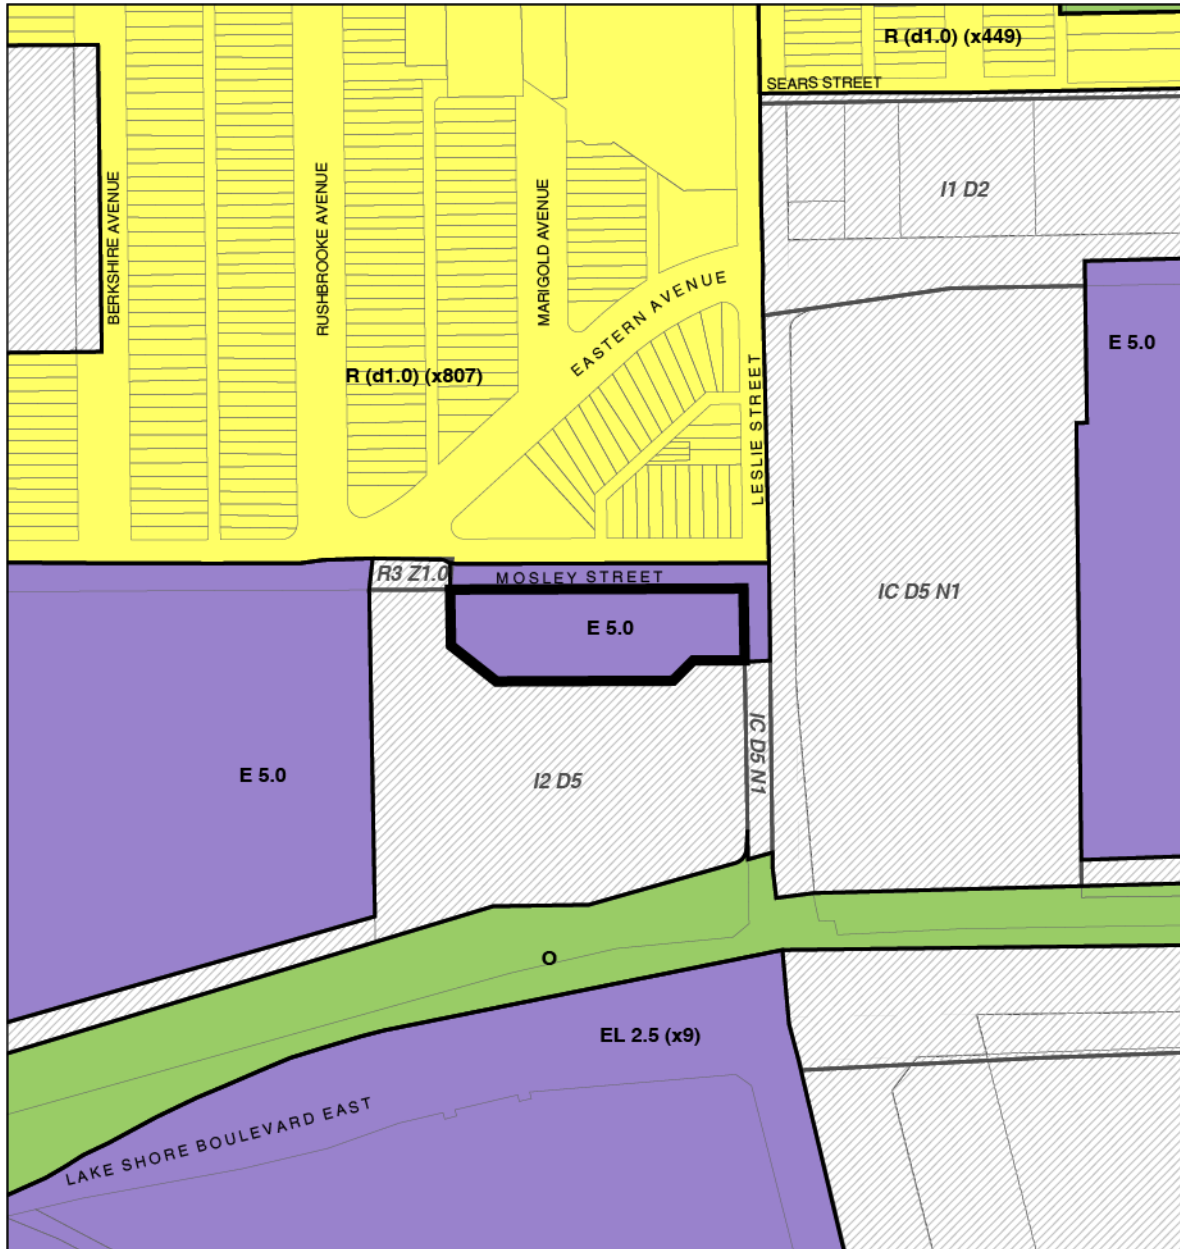 R (d1.0) (x449)
SEARS STREET
I1 D2
BERKSHIRE AVENUE
RUSHBROOKE AVENUE
MARIGOLD AVENUE
EASTERN AVENUE
E 5.0
R (d1.0) (x807)
LESLIE STREET
R3 Z1.0
MOSLEY STREET
IC D5 N1
E 5.0
IC D5 N1
E 5.0
I2 D5
O
EL 2.5 (x9)
LAKE SHORE BOULEVARD EAST